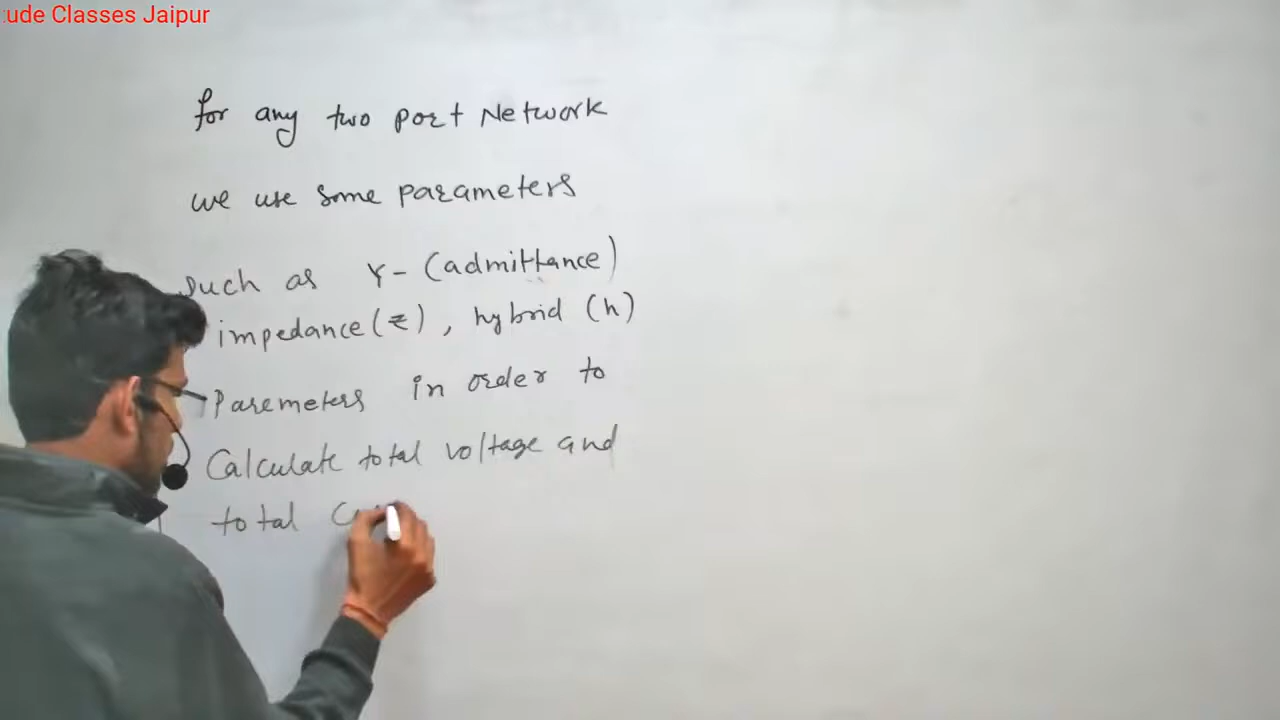 ude Classes Jaipur
for any two port Network
we use some parameters
such as Y- (admittance)
impedance (z) , hybrid (h)
Paremeters in order to
Calculate total voltage and
total